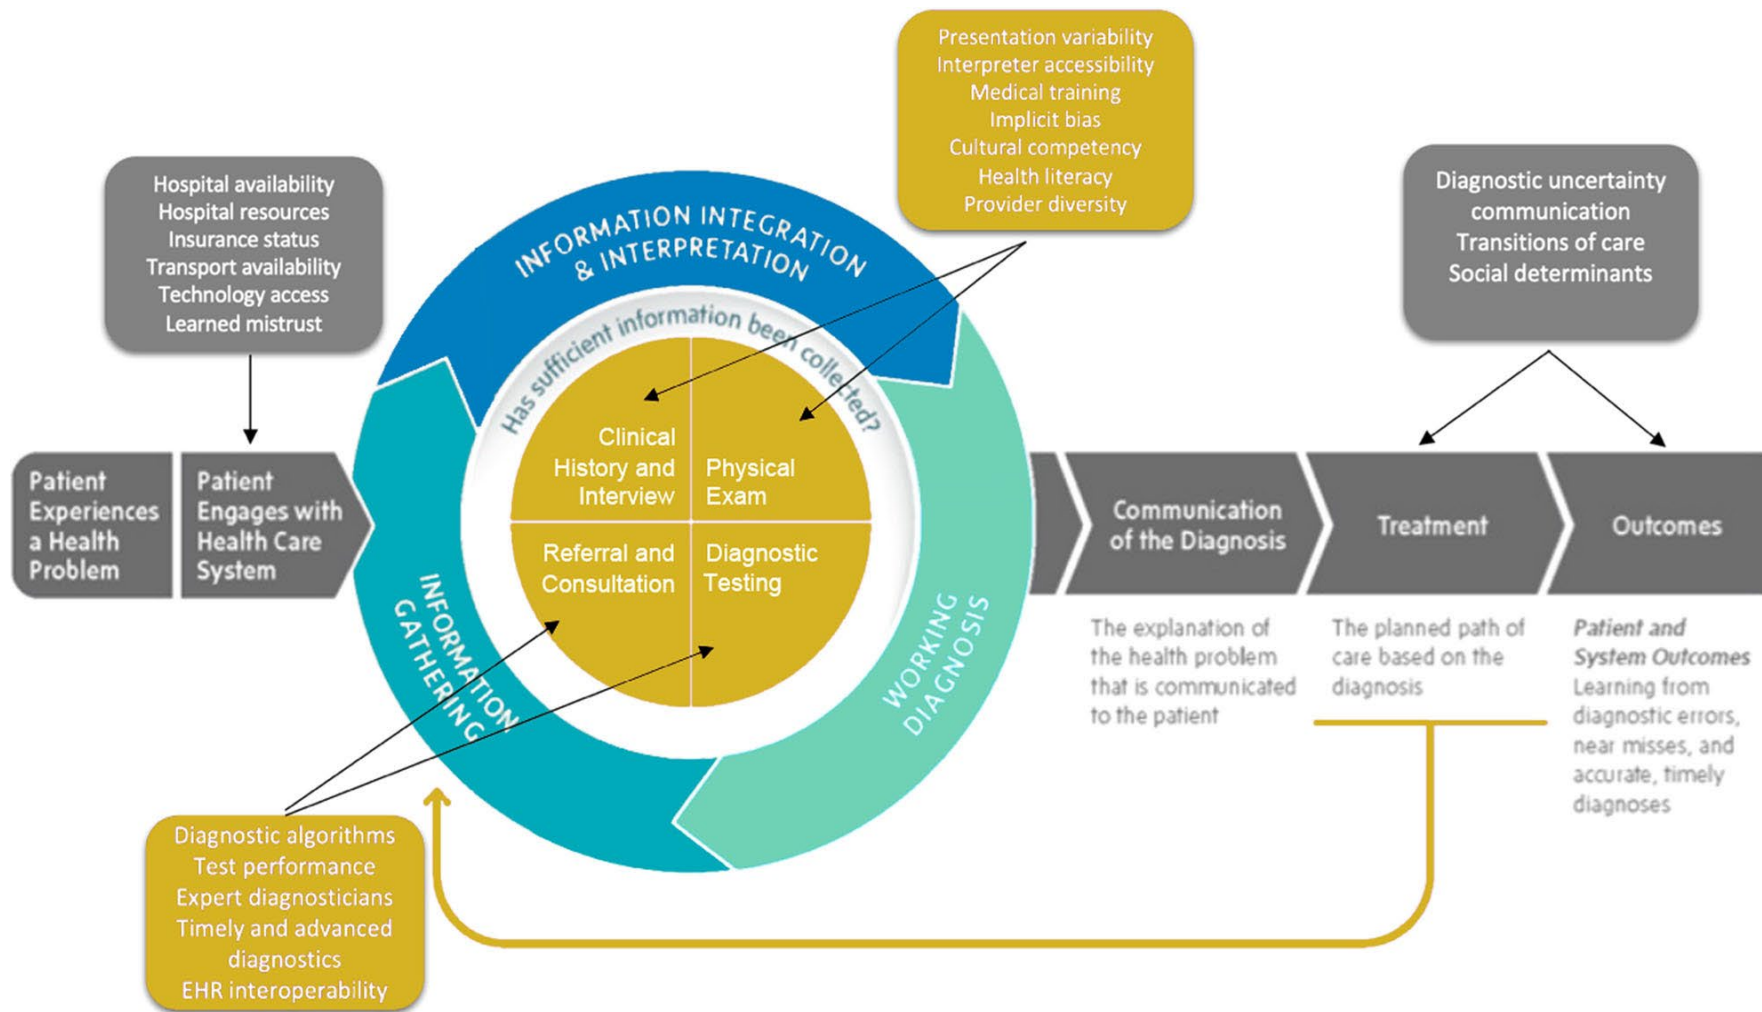 Presentation variability
Interpreter accessibility
Medical training
Implicit bias
Cultural competency
Health literacy
Provider diversity
Hospital availability
Hospital resources
Insurance status
Transport availability
Technology access
Learned mistrust
Diagnostic uncertainty
communication
Transitions of care
Social determinants
INFORMATION INTEGRATION
& INTERPRETATION
Has sufficient information been collected?
Clinical
History and
Interview
Physical
Exam
Referral and
Consultation
Diagnostic
Testing
INFORMATION
GATHERING
WORKING
DIAGNOSIS
Patient
Experiences
a Health
Problem
Patient
Engages with
Health Care
System
Communication
of the Diagnosis
Treatment
Outcomes
The explanation of
the health problem
that is communicated
to the patient
The planned path of
care based on the
diagnosis
Patient and
System Outcomes
Learning from
diagnostic errors,
near misses, and
accurate, timely
diagnoses
Diagnostic algorithms
Test performance
Expert diagnosticians
Timely and advanced
diagnostics
EHR interoperability